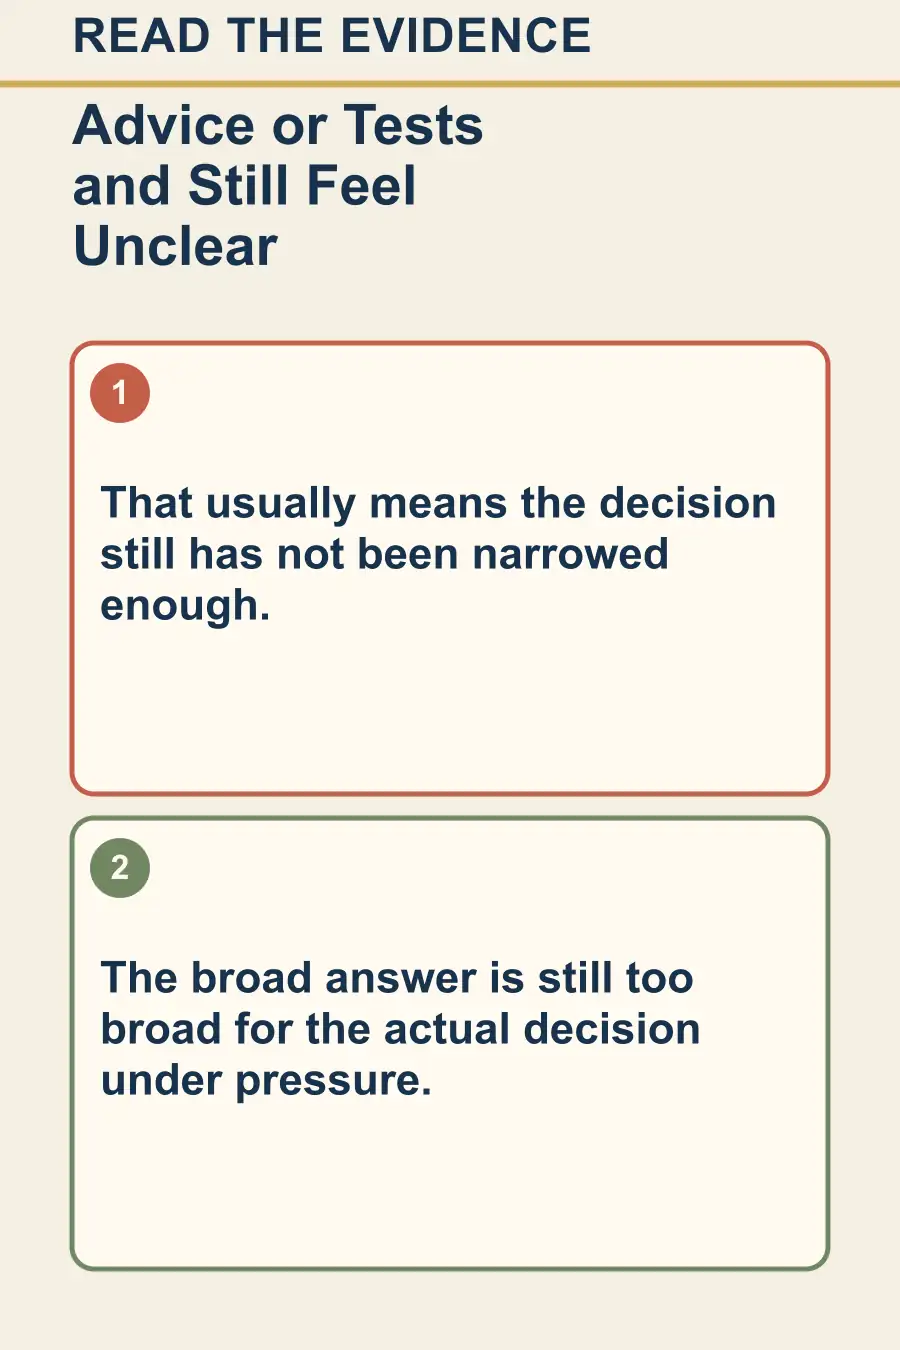 READ THE EVIDENCE
Advice or Tests
and Still Feel
Unclear
1
That usually means the decision
still has not been narrowed
enough.
2
The broad answer is still too
broad for the actual decision
under pressure.